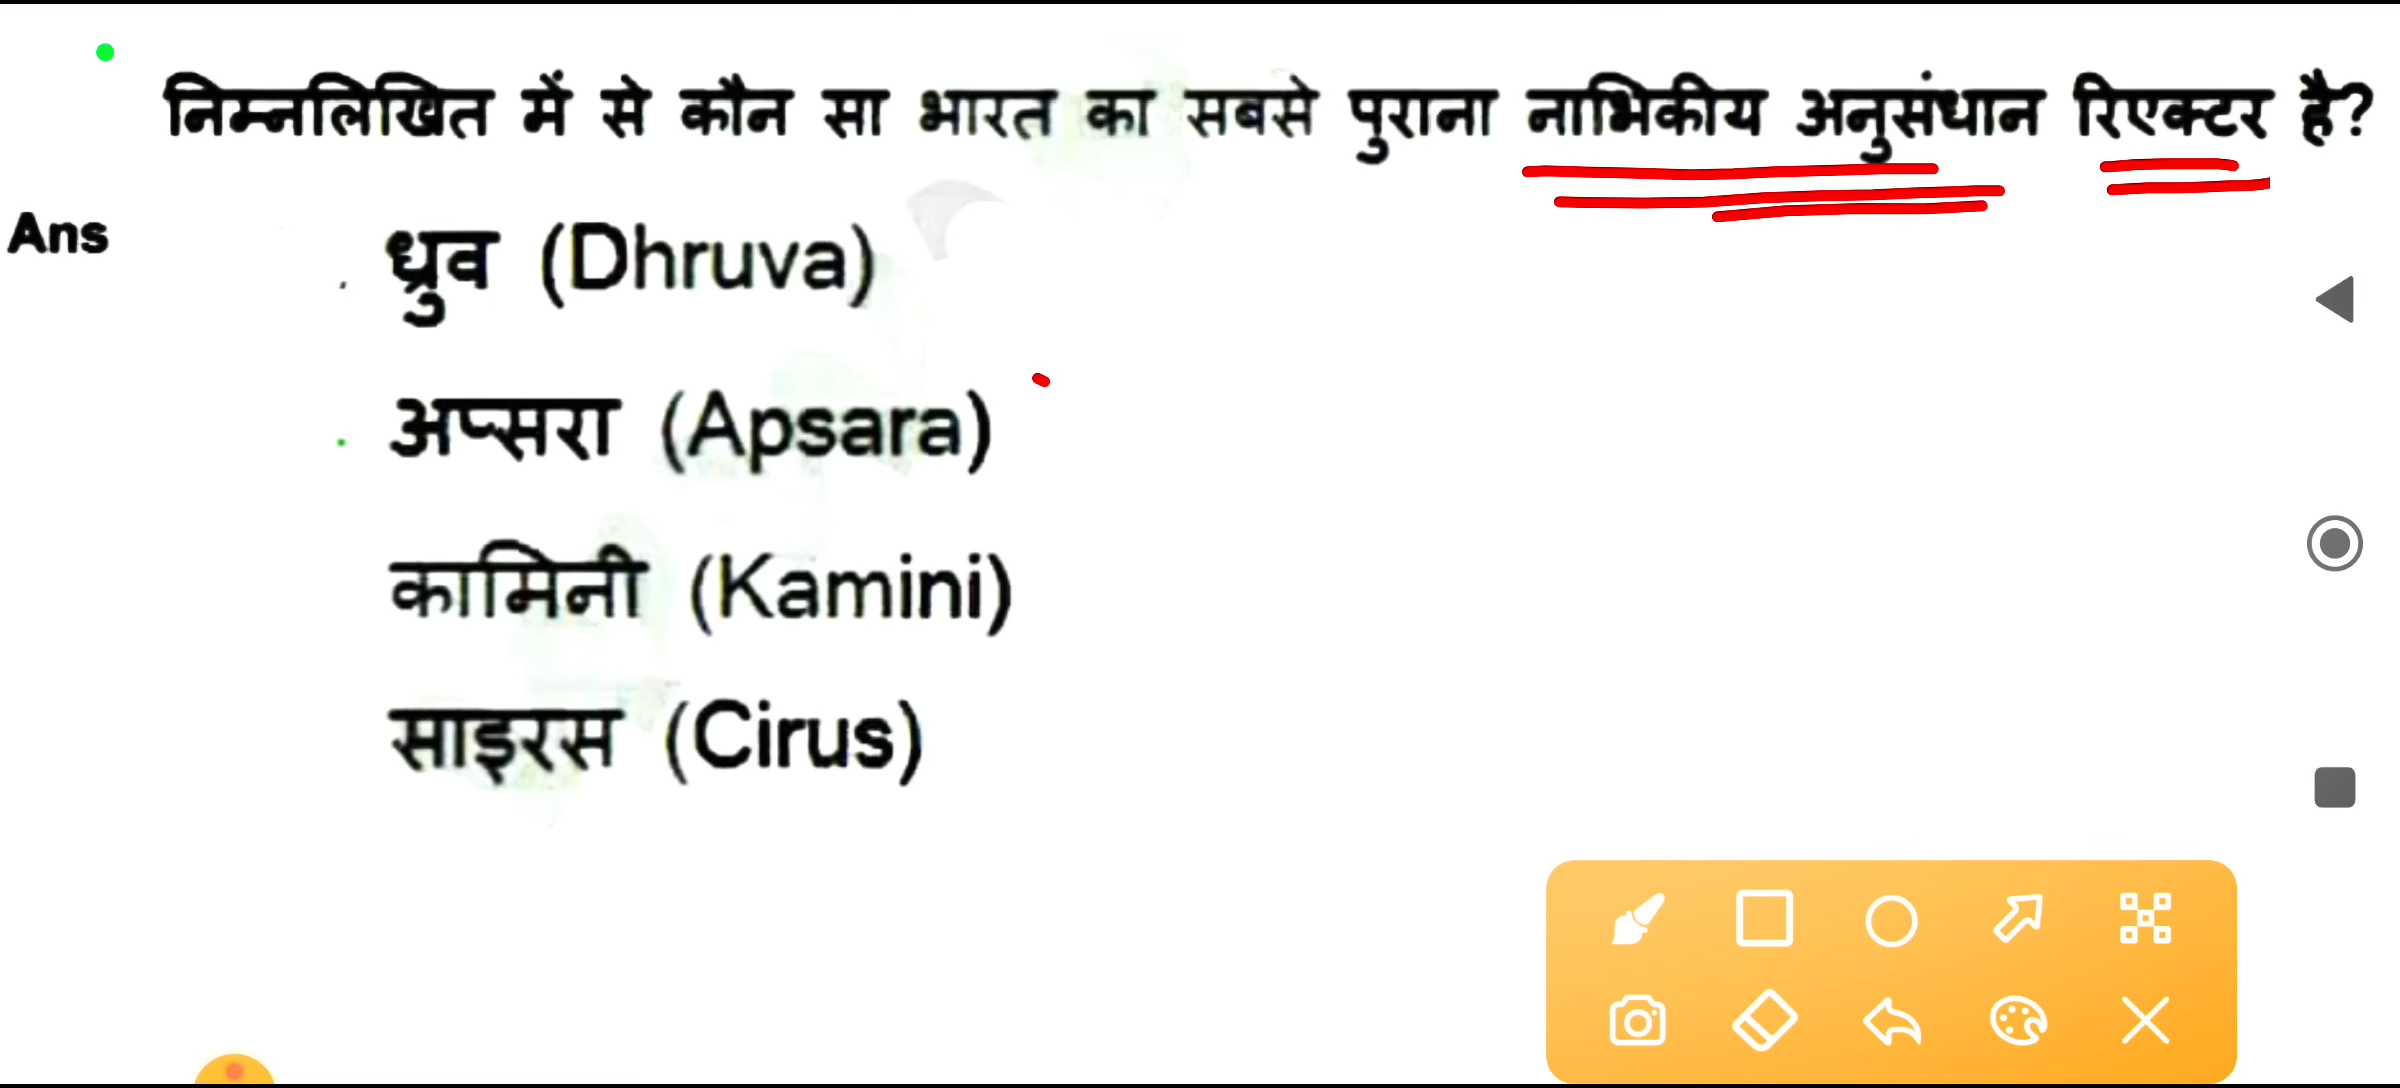 निम्नलिखित में से कौन सा भारत का सबसे पुराना नाभिकीय अनुसंधान रिएक्टर है?
Ans
ध्रुव (Dhruva)
अप्सरा (Apsara)
कामिनी (Kamini)
साइरस (Cirus)